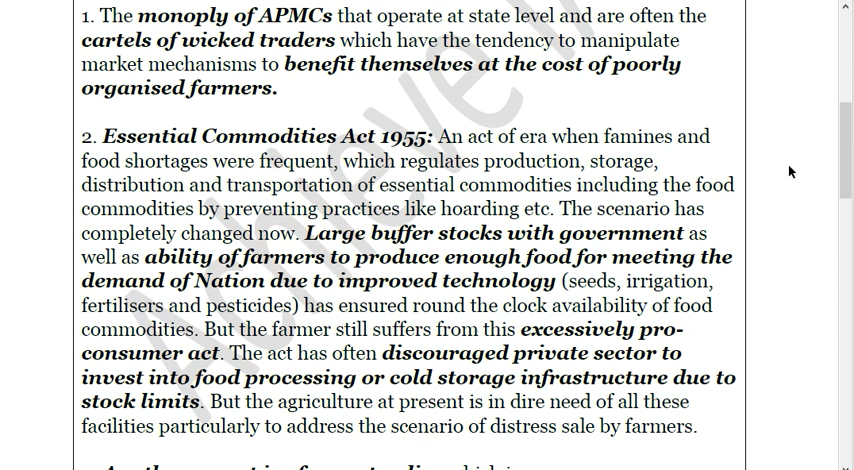 1. The monoply of APMCs that operate at state level and are often the
cartels of wicked traders which have the tendency to manipulate
market mechanisms to benefit themselves at the cost of poorly
organised farmers.
2. Essential Commodities Act 1955: An act of era when famines and
food shortages were frequent, which regulates production, storage,
distribution and transportation of essential commodities including the food
commodities by preventing practices like hoarding etc. The scenario has
completely changed now. Large buffer stocks with government as
well as ability of farmers to produce enough food for meeting the
demand of Nation due to improved technology (seeds, irrigation,
fertilisers and pesticides) has ensured round the clock availability of food
commodities. But the farmer still suffers from this excessively pro-
consumer act. The act has often discouraged private sector to
invest into food processing or cold storage infrastructure due to
stock limits. But the agriculture at present is in dire need of all these
facilities particularly to address the scenario of distress sale by farmers.
Achieve